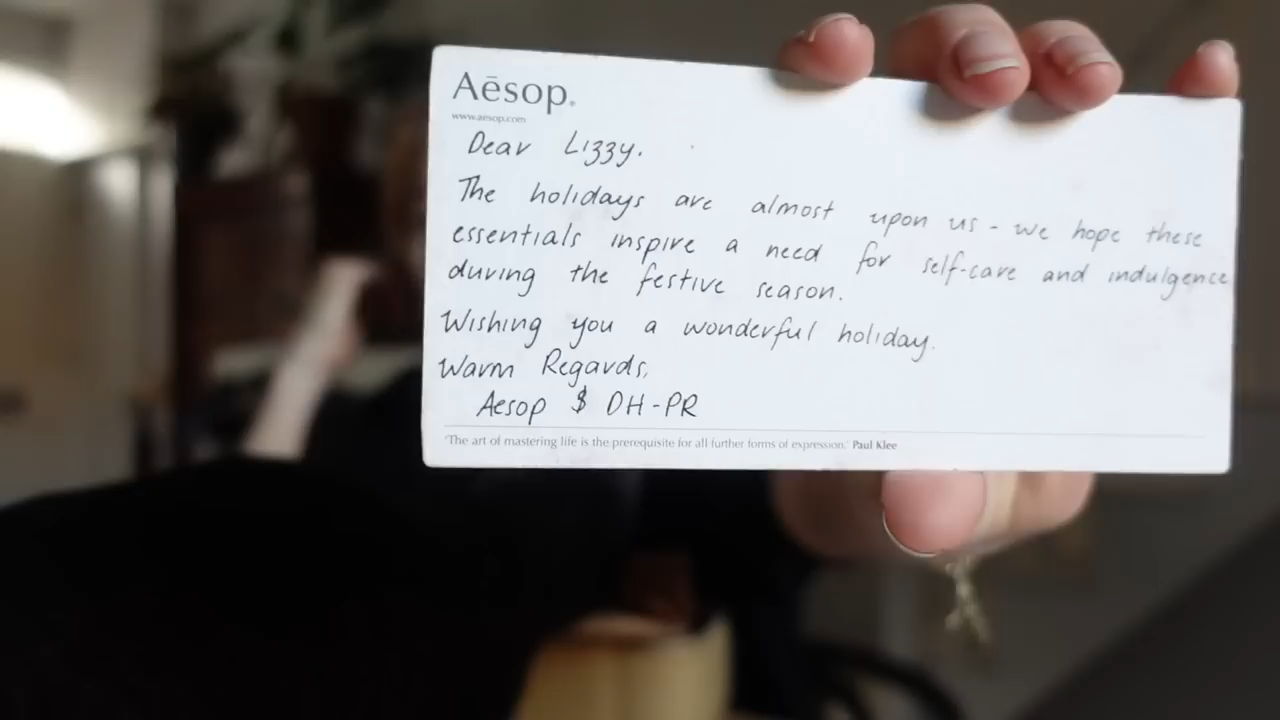 Aēsop.
www.aesop.com
Dear Lizzy.
The holidays are almost upon us - we hope these
essentials inspire a need for self-care and indulgence
during the festive season.
Wishing you a wonderful holiday.
Warm Regards,
Aesop $ DH-PR
'The art of mastering life is the prerequisite for all further forms of expression.' Paul Klee